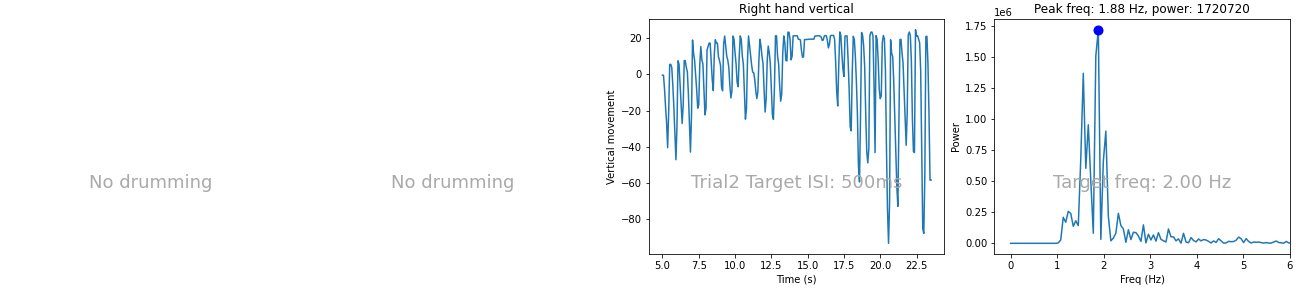 No drumming
No drumming
Right hand vertical
Vertical movement
20
0
−20
−40
−60
−80
Trial2 Target ISI: 500ms
5.0 7.5 10.0 12.5 15.0 17.5 20.0 22.5
Time (s)
Peak freq: 1.88 Hz, power: 1720720
1e6
Power
1.75
1.50
1.25
1.00
0.75
0.50
0.25
0.00
Target freq: 2.00 Hz
0 1 2 3 4 5 6
Freq (Hz)